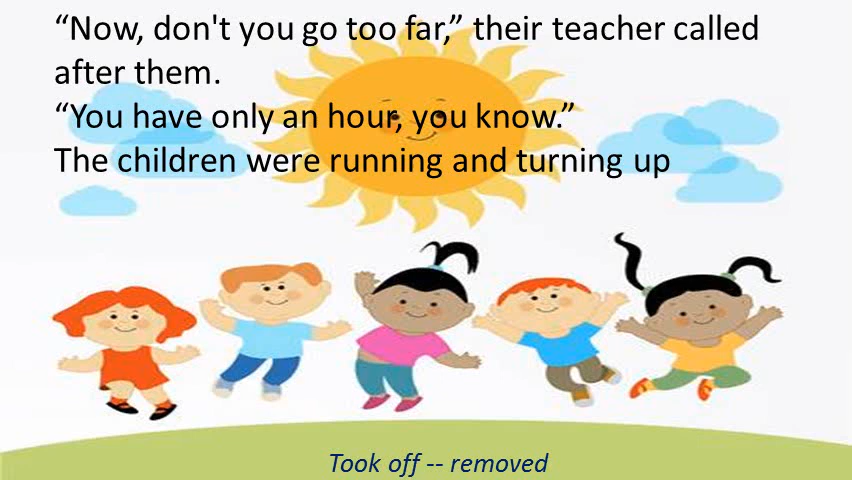 “Now, don't you go too far,” their teacher called
after them.
“You have only an hour, you know.”
The children were running and turning up
Took off -- removed